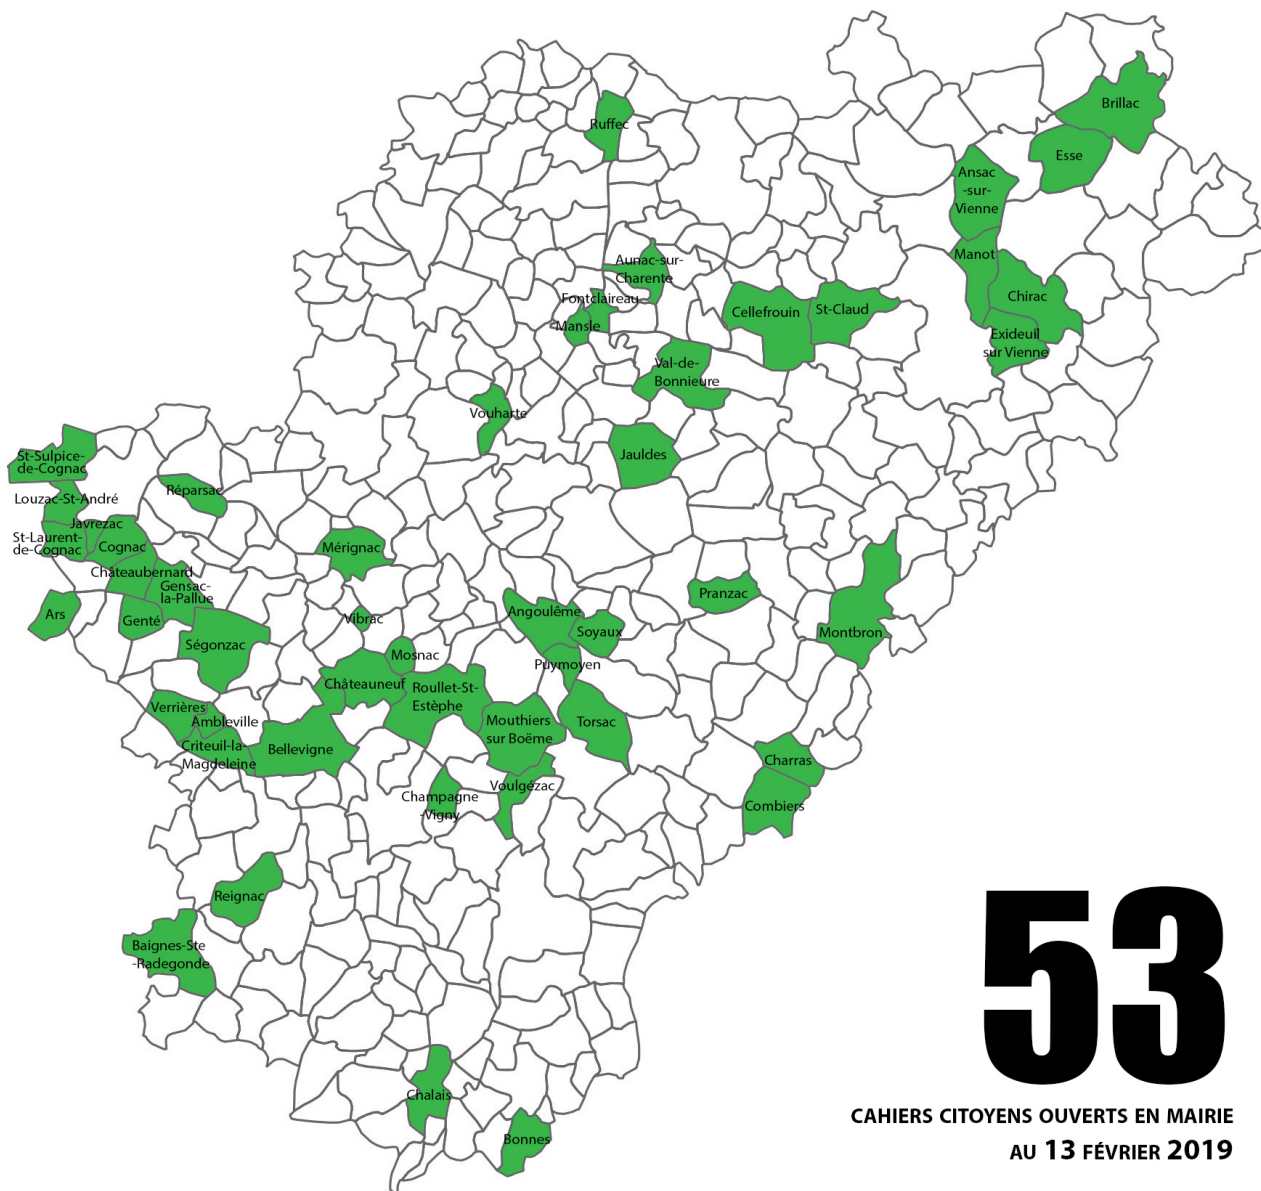 Brillac
Ruffec
Esse
Ansac
-sur-
Vienne
Manot
Aunac-sur-
Charente
Chirac
Fontclaireau
Cellefrouin
St-Claud
Mansle
Exideuil
sur Vienne
Val-de-
Bonnieure
Vouharte
Jauldes
St-Sulpice-
de-Cognac
Louzac-St-André
Réparsac
Javrezac
St-Laurent-
de-Cognac
Cognac
Mérignac
Châteaubernard
Gensac-
la-Pallue
Pranzac
Ars
Genté
Vibrac
Angoulême
Soyaux
Montbron
Ségonzac
Mosnac
Puymoyen
Châteauneuf
Roullet-St-
Estèphe
Verrières
Ambleville
Mouthiers
sur Boëme
Torsac
Criteuil-la-
Magdeleine
Bellevigne
Charras
Voulgézac
Champagne
-Vigny
Combiers
Reignac
Baignes-Ste
-Radegonde
Chalais
Bonnes
53
CAHIERS CITOYENS OUVERTS EN MAIRIE
AU 13 FÉVRIER 2019